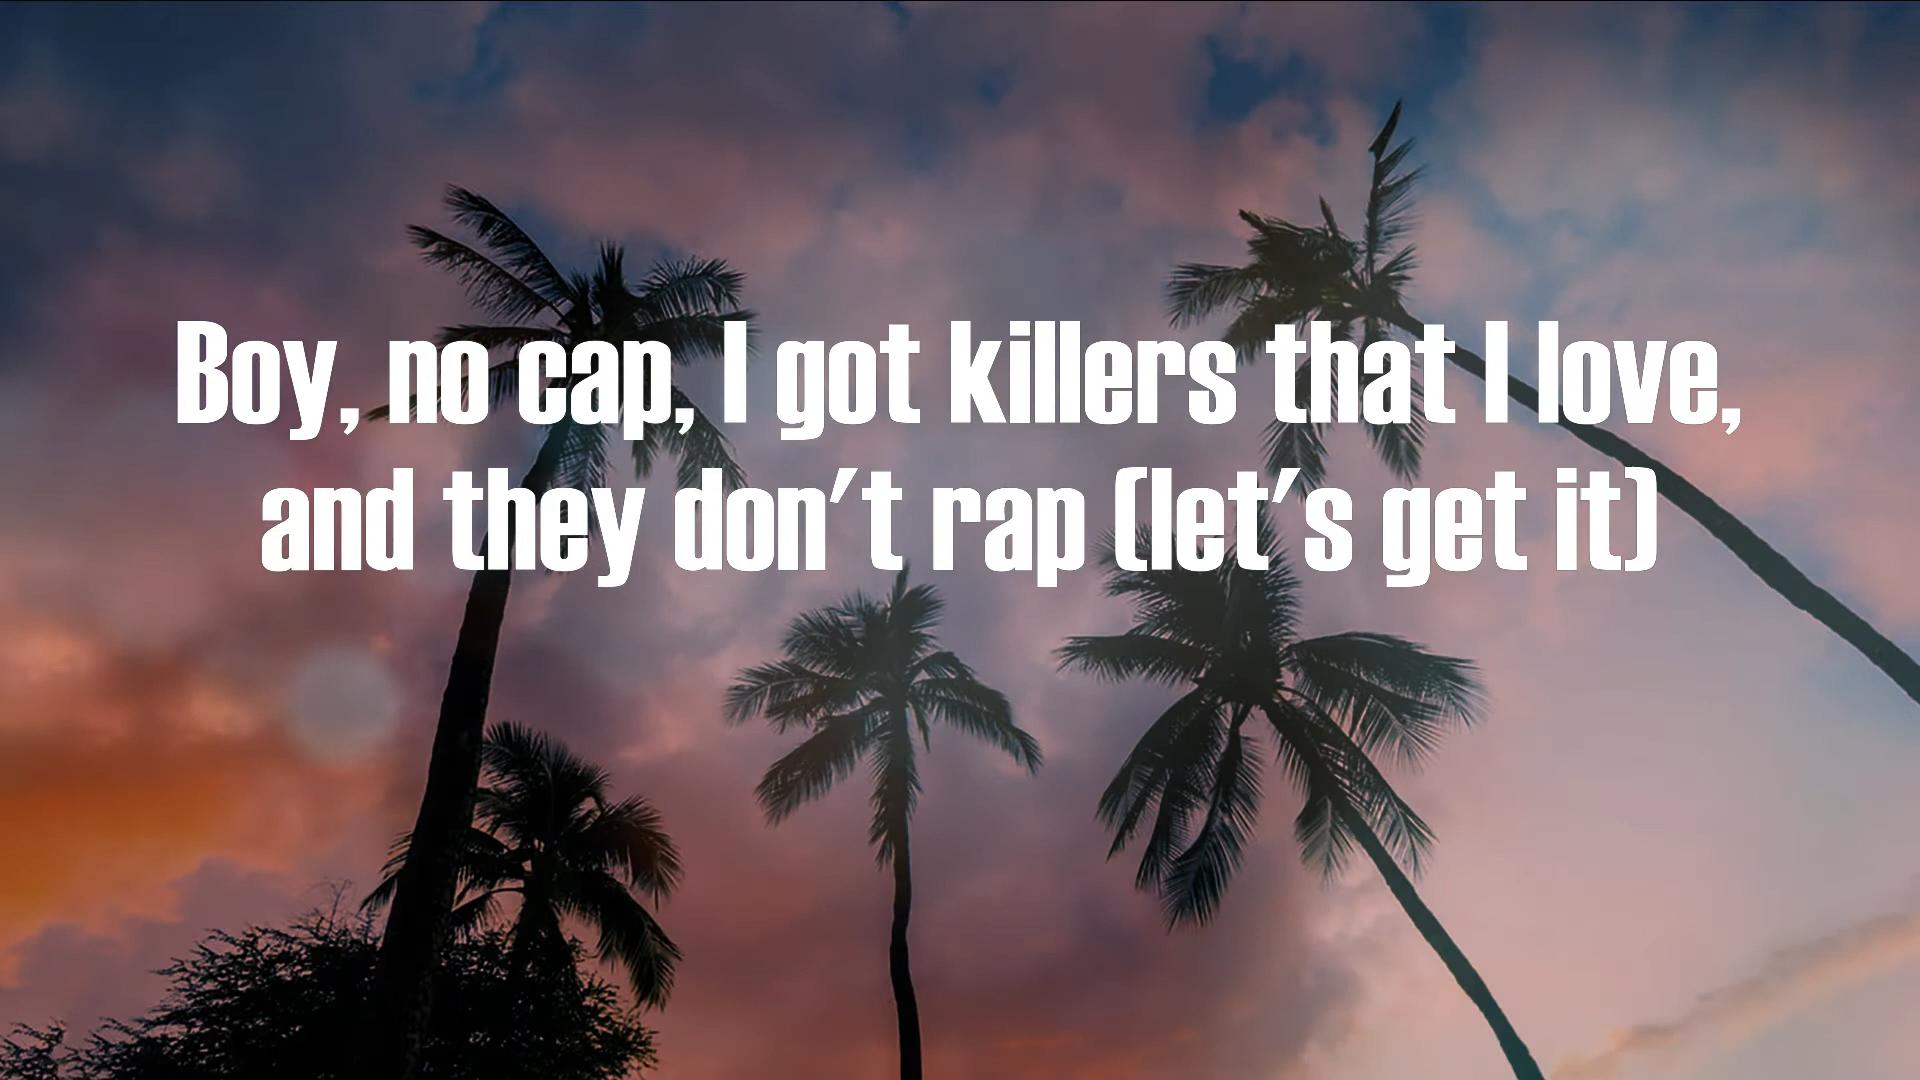 Boy, no cap, I got killers that I love,
and they don't rap (let's get it)